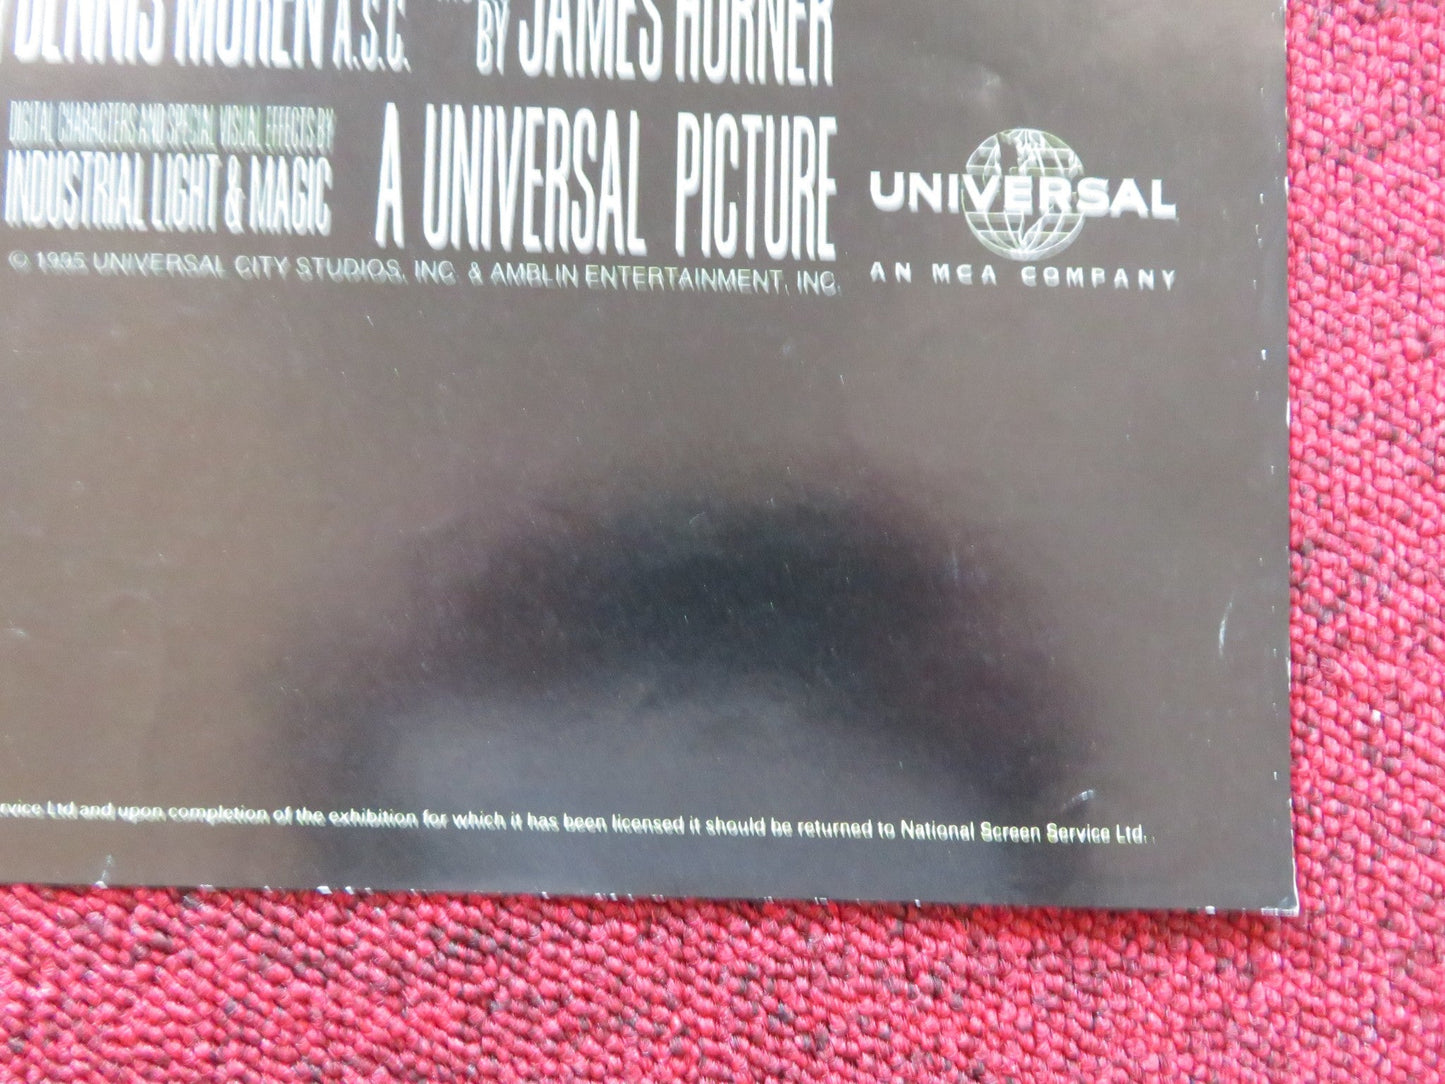 DENNIS MUREN A.S.C. BY JAMES HORNER
DIGITAL CHARACTERS AND SPECIAL VISUAL EFFECTS BY
INDUSTRIAL LIGHT & MAGIC
A UNIVERSAL PICTURE
UNIVERSAL
AN MCA COMPANY
© 1995 UNIVERSAL CITY STUDIOS, INC. & AMBLIN ENTERTAINMENT, INC.
rvice Ltd and upon completion of the exhibition for which it has been licensed it should be returned to National Screen Service Ltd.